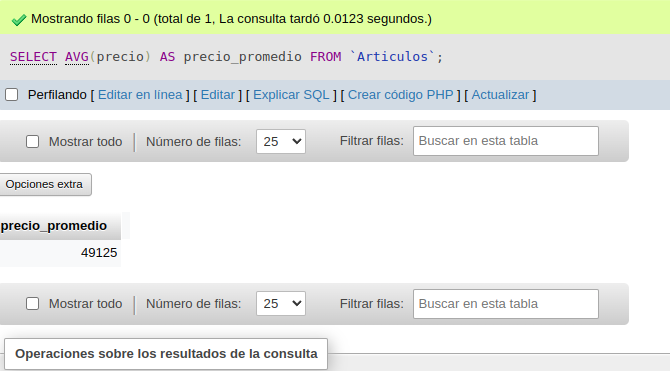 Mostrando filas 0 - 0 (total de 1, La consulta tardó 0.0123 segundos.)
SELECT AVG(precio) AS precio_promedio FROM `Articulos`;
Perfilando [ Editar en línea ] [ Editar ] [ Explicar SQL ] [ Crear código PHP ] [ Actualizar ]
Mostrar todo | Número de filas: 25 Filtrar filas: Buscar en esta tabla
Opciones extra
precio_promedio
49125
Mostrar todo | Número de filas: 25 Filtrar filas: Buscar en esta tabla
Operaciones sobre los resultados de la consulta